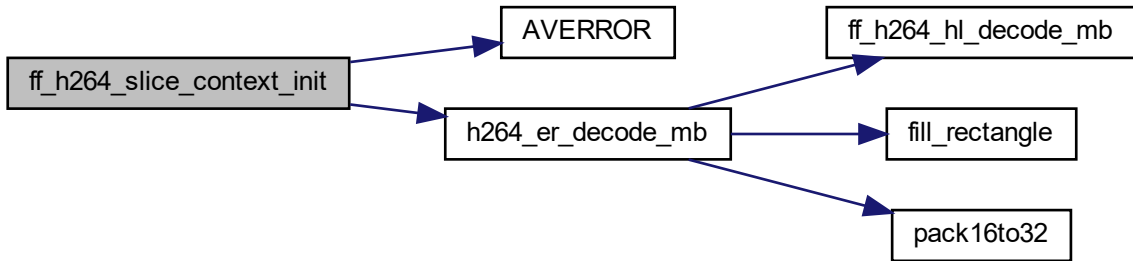 AVERROR
ff_h264_hl_decode_mb
ff_h264_slice_context_init
h264_er_decode_mb
fill_rectangle
pack16to32